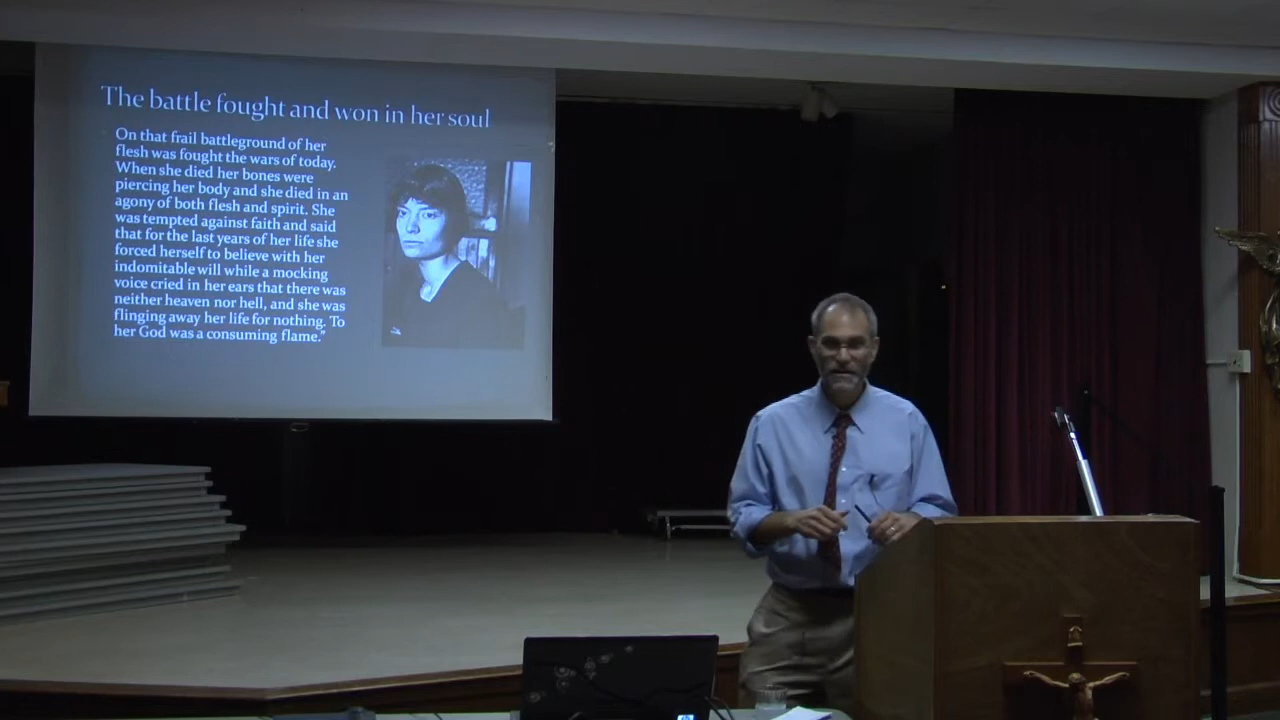 The battle fought and won in her soul
On that frail battleground of her
flesh was fought the wars of today.
When she died her bones were
piercing her body and she died in an
agony of both flesh and spirit. She
was tempted against faith and said
that for the last years of her life she
forced herself to believe with her
indomitable will while a mocking
voice cried in her ears that there was
neither heaven nor hell, and she was
flinging away her life for nothing. To
her God was a consuming flame."
hp